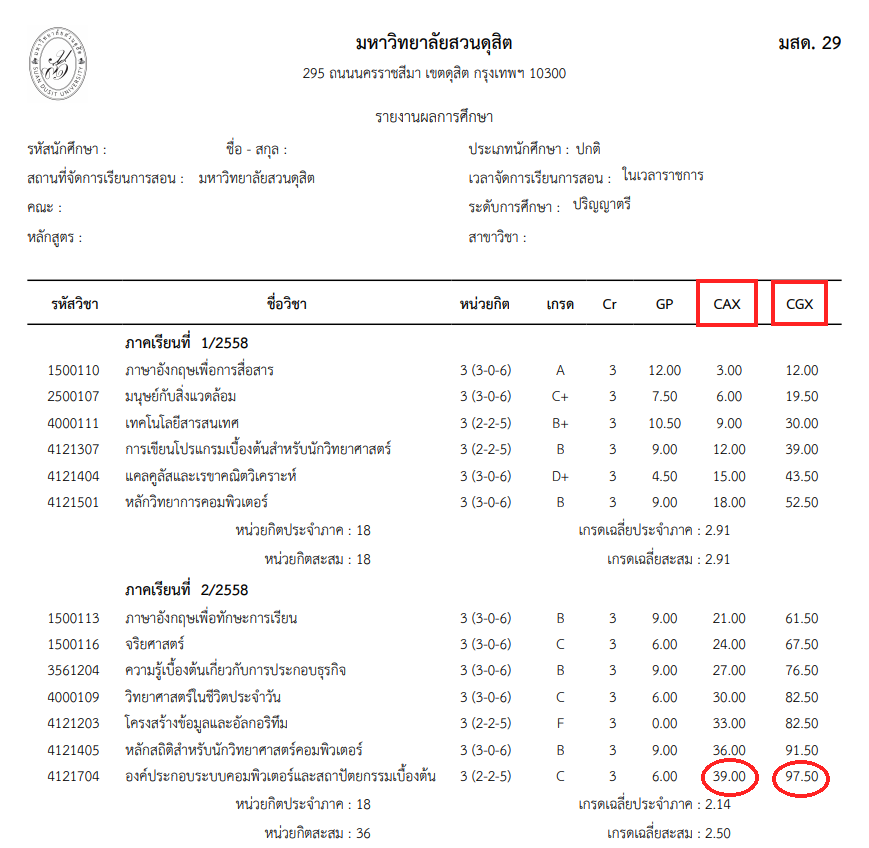 มหาวิทยาลัยสวนดุสิต
SUAN DUSIT UNIVERSITY
มหาวิทยาลัยสวนดุสิต มสด. 29
295 ถนนนครราชสีมา เขตดุสิต กรุงเทพฯ 10300
รายงานผลการศึกษา
รหัสนักศึกษา : ชื่อ - สกุล : ประเภทนักศึกษา : ปกติ
สถานที่จัดการเรียนการสอน : มหาวิทยาลัยสวนดุสิต เวลาจัดการเรียนการสอน : ในเวลาราชการ
คณะ : ระดับการศึกษา : ปริญญาตรี
หลักสูตร : สาขาวิชา :
รหัสวิชา ชื่อวิชา หน่วยกิต เกรด Cr GP CAX CGX
ภาคเรียนที่ 1/2558
1500110 ภาษาอังกฤษเพื่อการสื่อสาร 3 (3-0-6) A 3 12.00 3.00 12.00
2500107 มนุษย์กับสิ่งแวดล้อม 3 (3-0-6) C+ 3 7.50 6.00 19.50
4000111 เทคโนโลยีสารสนเทศ 3 (2-2-5) B+ 3 10.50 9.00 30.00
4121307 การเขียนโปรแกรมเบื้องต้นสำหรับนักวิทยาศาสตร์ 3 (2-2-5) B 3 9.00 12.00 39.00
4121404 แคลคูลัสและเรขาคณิตวิเคราะห์ 3 (3-0-6) D+ 3 4.50 15.00 43.50
4121501 หลักวิทยาการคอมพิวเตอร์ 3 (3-0-6) B 3 9.00 18.00 52.50
หน่วยกิตประจำภาค : 18 เกรดเฉลี่ยประจำภาค : 2.91
หน่วยกิตสะสม : 18 เกรดเฉลี่ยสะสม : 2.91
ภาคเรียนที่ 2/2558
1500113 ภาษาอังกฤษเพื่อทักษะการเรียน 3 (3-0-6) B 3 9.00 21.00 61.50
1500116 จริยศาสตร์ 3 (3-0-6) C 3 6.00 24.00 67.50
3561204 ความรู้เบื้องต้นเกี่ยวกับการประกอบธุรกิจ 3 (3-0-6) B 3 9.00 27.00 76.50
4000109 วิทยาศาสตร์ในชีวิตประจำวัน 3 (3-0-6) C 3 6.00 30.00 82.50
4121203 โครงสร้างข้อมูลและอัลกอริทึม 3 (2-2-5) F 3 0.00 33.00 82.50
4121405 หลักสถิติสำหรับนักวิทยาศาสตร์คอมพิวเตอร์ 3 (3-0-6) B 3 9.00 36.00 91.50
4121704 องค์ประกอบระบบคอมพิวเตอร์และสถาปัตยกรรมเบื้องต้น 3 (2-2-5) C 3 6.00 39.00 97.50
หน่วยกิตประจำภาค : 18 เกรดเฉลี่ยประจำภาค : 2.14
หน่วยกิตสะสม : 36 เกรดเฉลี่ยสะสม : 2.50